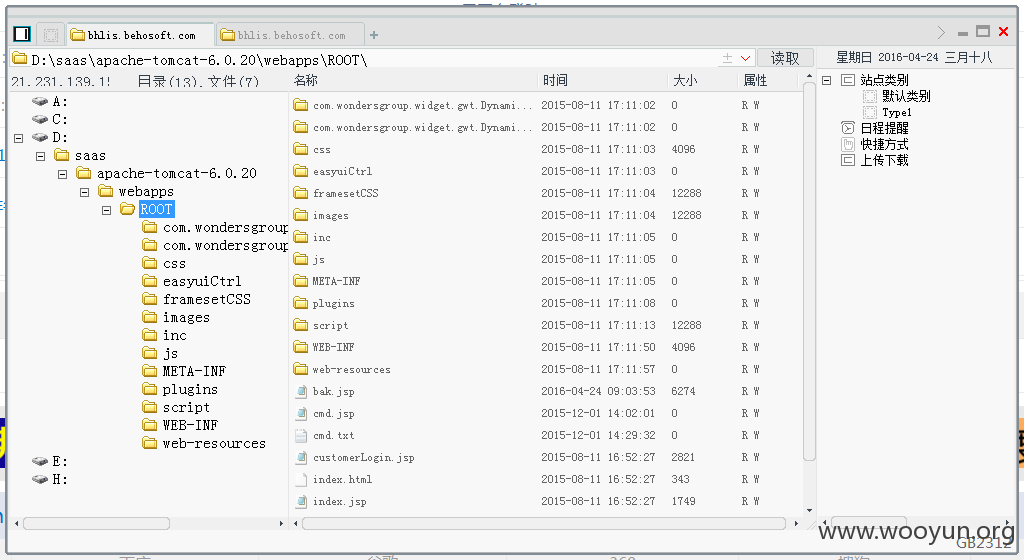 bhlis.behosoft.com bhlis.behosoft.com +
D:\saas\apache-tomcat-6.0.20\webapps\ROOT\ 读取 星期日 2016-04-24 三月十八
21.231.139.1 目录(13),文件(7) 名称 时间 大小 属性
A:
C:
D:
saas
apache-tomcat-6.0.20
webapps
ROOT
com.wondersgroup
com.wondersgroup
css
easyuiCtrl
framesetCSS
images
inc
js
META-INF
plugins
script
WEB-INF
web-resources
E:
H:
com.wondersgroup.widget.gwt.Dynami... 2015-08-11 17:11:02 0 R W
com.wondersgroup.widget.gwt.Dynami... 2015-08-11 17:11:02 0 R W
css 2015-08-11 17:11:03 4096 R W
easyuiCtrl 2015-08-11 17:11:03 0 R W
framesetCSS 2015-08-11 17:11:04 12288 R W
images 2015-08-11 17:11:04 12288 R W
inc 2015-08-11 17:11:05 0 R W
js 2015-08-11 17:11:05 0 R W
META-INF 2015-08-11 17:11:05 0 R W
plugins 2015-08-11 17:11:08 0 R W
script 2015-08-11 17:11:13 12288 R W
WEB-INF 2015-08-11 17:11:50 4096 R W
web-resources 2015-08-11 17:11:57 0 R W
bak.jsp 2016-04-24 09:03:53 6274 R W
cmd.jsp 2015-12-01 14:02:01 0 R W
cmd.txt 2015-12-01 14:29:32 0 R W
customerLogin.jsp 2015-08-11 16:52:27 2821 R W
index.html 2015-08-11 16:52:27 343 R W
index.jsp 2015-08-11 16:52:27 1749 R W
站点类别
默认类别
Type1
日程提醒
快捷方式
上传下载
www.wooyun.org
GB2312